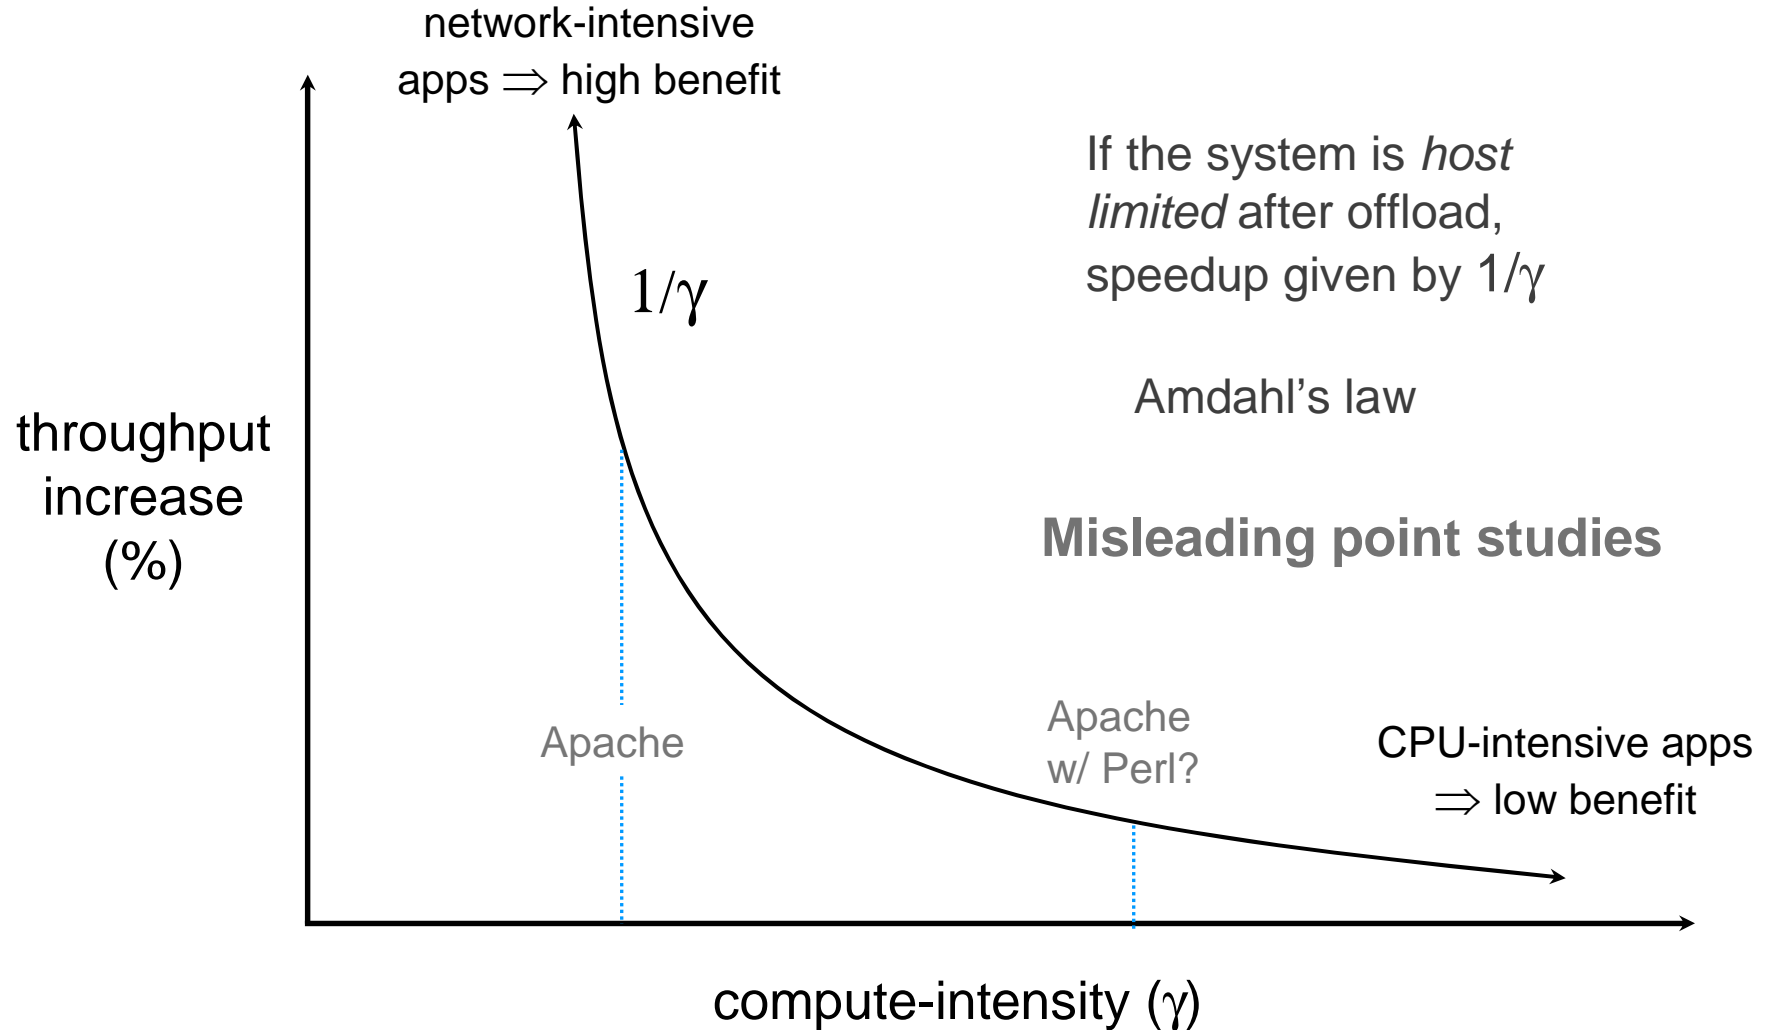 network-intensive
apps ⇒ high benefit
If the system is host
limited after offload,
speedup given by 1/γ
1/γ
Amdahl’s law
throughput
increase
(%)
Misleading point studies
Apache
Apache
w/ Perl?
CPU-intensive apps
⇒ low benefit
compute-intensity (γ)